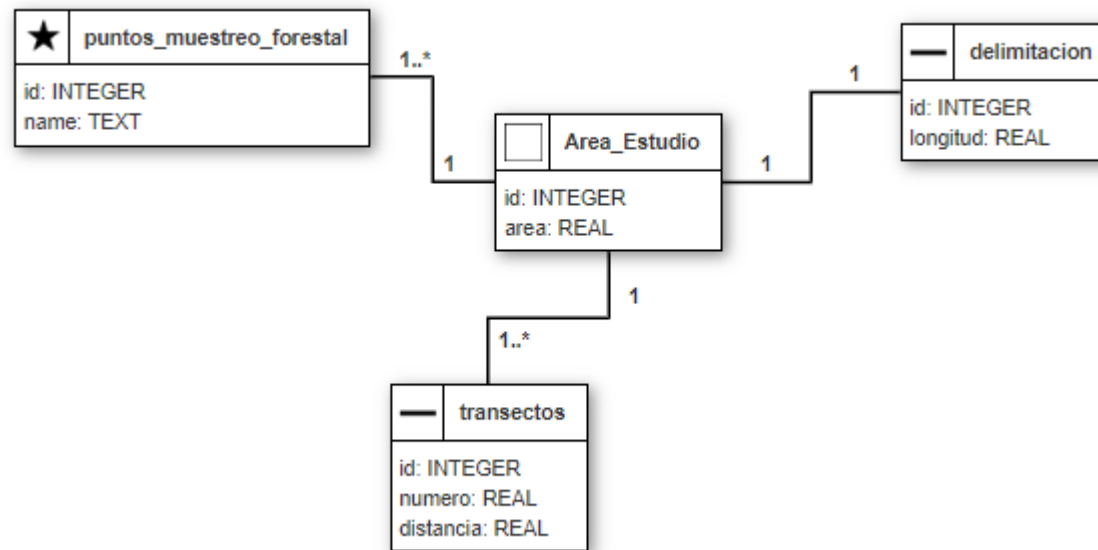 puntos_muestreo_forestal
id: INTEGER
name: TEXT
1..*
1
Area_Estudio
id: INTEGER
area: REAL
1
1
delimitacion
id: INTEGER
longitud: REAL
1
1..*
transectos
id: INTEGER
numero: REAL
distancia: REAL